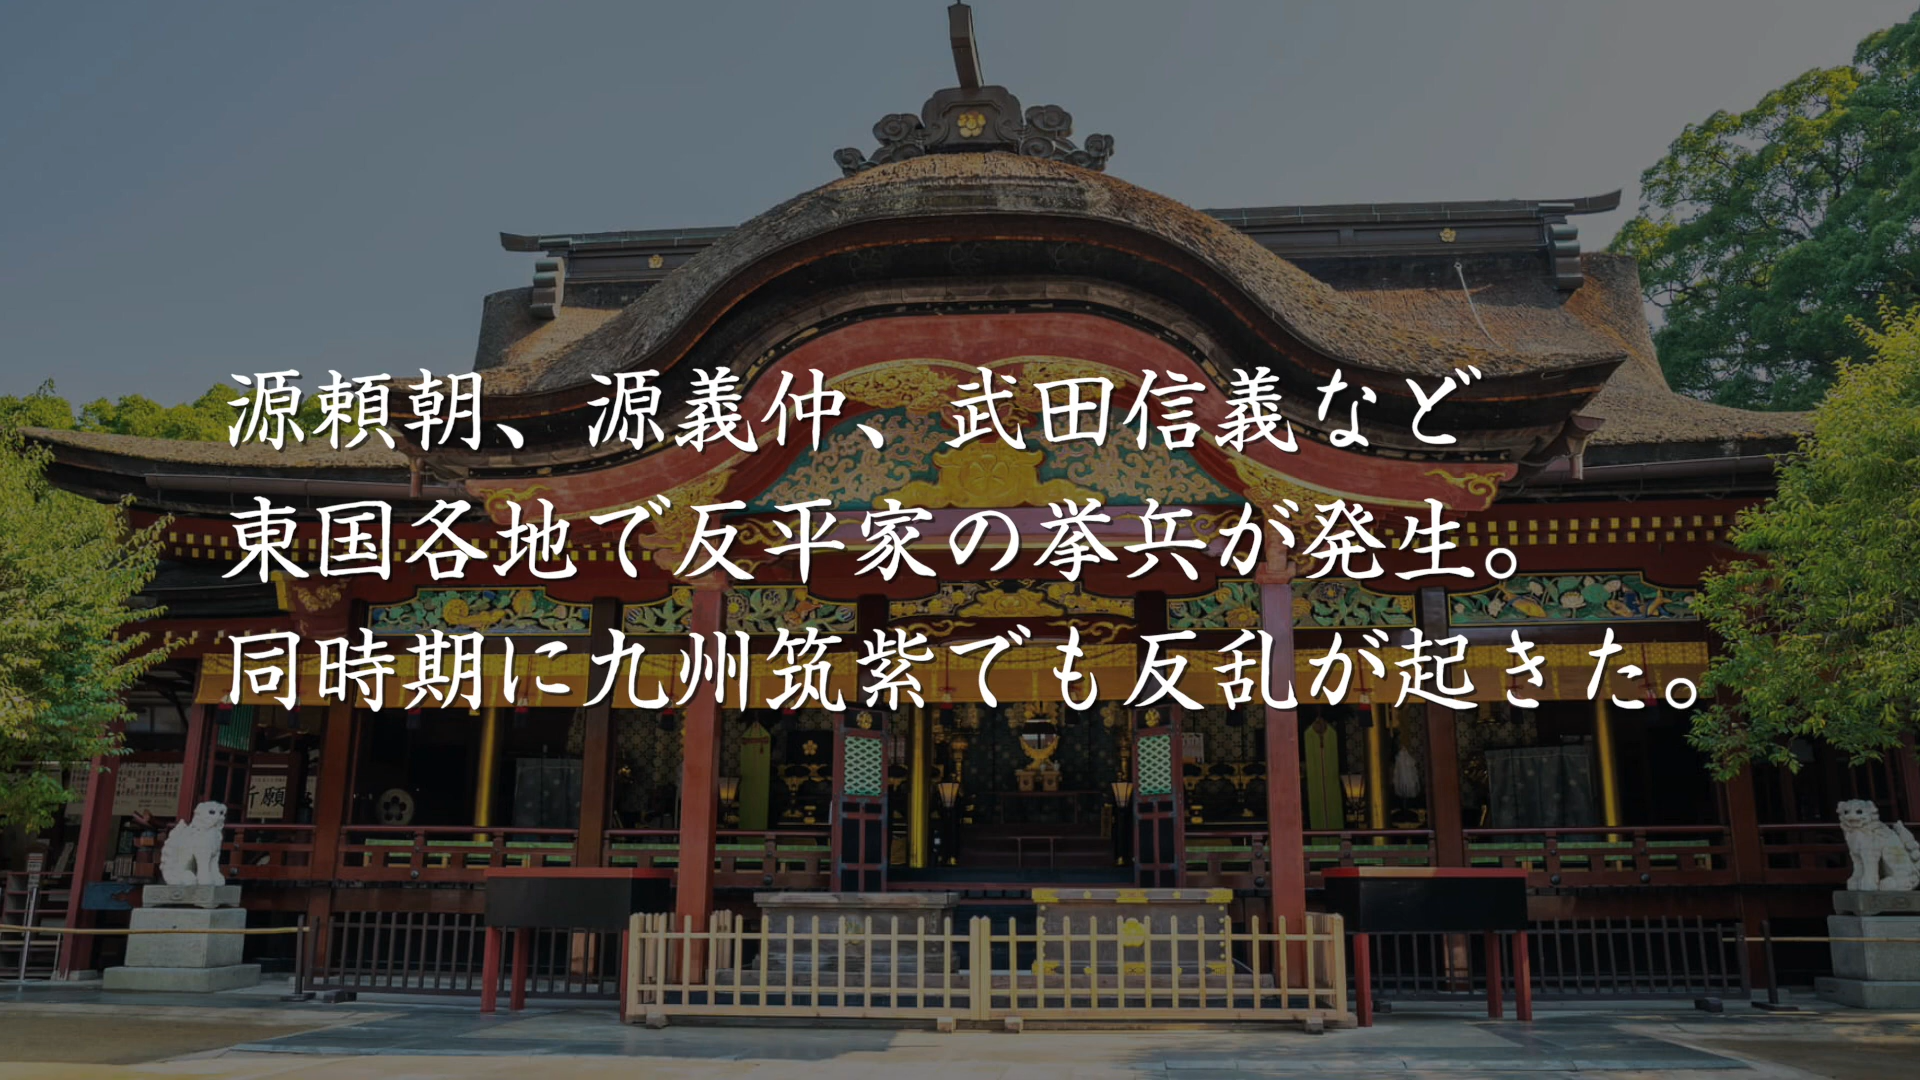 源頼朝、源義仲、武田信義など
東国各地で反平家の挙兵が発生。
同時期に九州筑紫でも反乱が起きた。
祈願